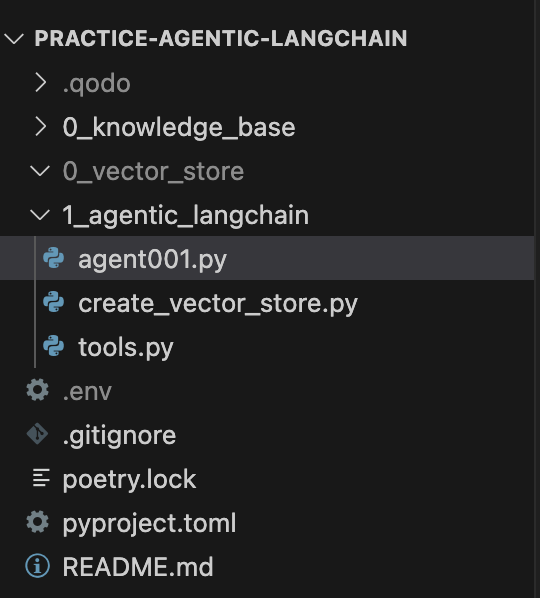 PRACTICE-AGENTIC-LANGCHAIN
.qodo
0_knowledge_base
0_vector_store
1_agentic_langchain
agent001.py
create_vector_store.py
tools.py
.env
.gitignore
poetry.lock
pyproject.toml
README.md